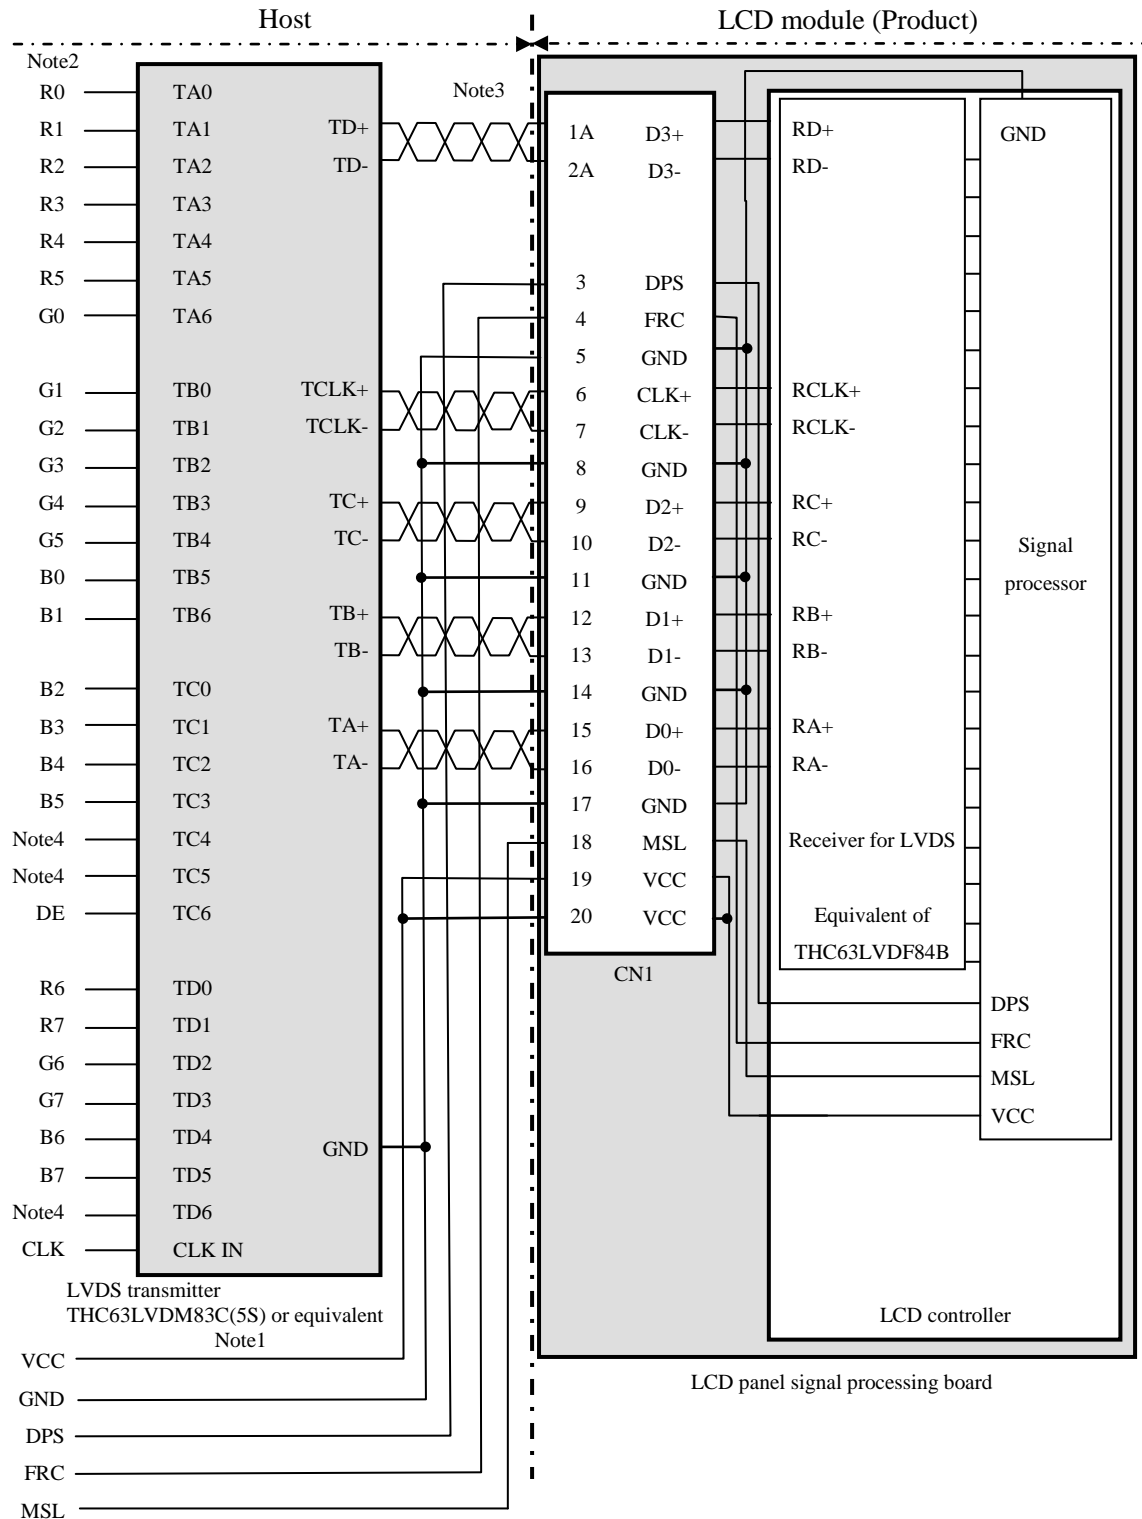 Host
LCD module (Product)
Note2
Note3
R0 TA0
R1 TA1 TD+ 1A D3+ RD+ GND
R2 TA2 TD- 2A D3- RD-
R3 TA3
R4 TA4
R5 TA5 3 DPS
G0 TA6 4 FRC
5 GND
G1 TB0 TCLK+ 6 CLK+ RCLK+
G2 TB1 TCLK- 7 CLK- RCLK-
G3 TB2 8 GND
G4 TB3 TC+ 9 D2+ RC+
G5 TB4 TC- 10 D2- RC- Signal
B0 TB5 11 GND processor
B1 TB6 TB+ 12 D1+ RB+
TB- 13 D1- RB-
B2 TC0 14 GND
B3 TC1 TA+ 15 D0+ RA+
B4 TC2 TA- 16 D0- RA-
B5 TC3 17 GND
Note4 TC4 18 MSL Receiver for LVDS
Note4 TC5 19 VCC
DE TC6 20 VCC Equivalent of
THC63LVDF84B
CN1
R6 TD0 DPS
R7 TD1 FRC
G6 TD2 MSL
G7 TD3 VCC
B6 TD4 GND
B7 TD5
Note4 TD6
CLK CLK IN
LVDS transmitter
THC63LVDM83C(5S) or equivalent
Note1
LCD controller
VCC
LCD panel signal processing board
GND
DPS
FRC
MSL